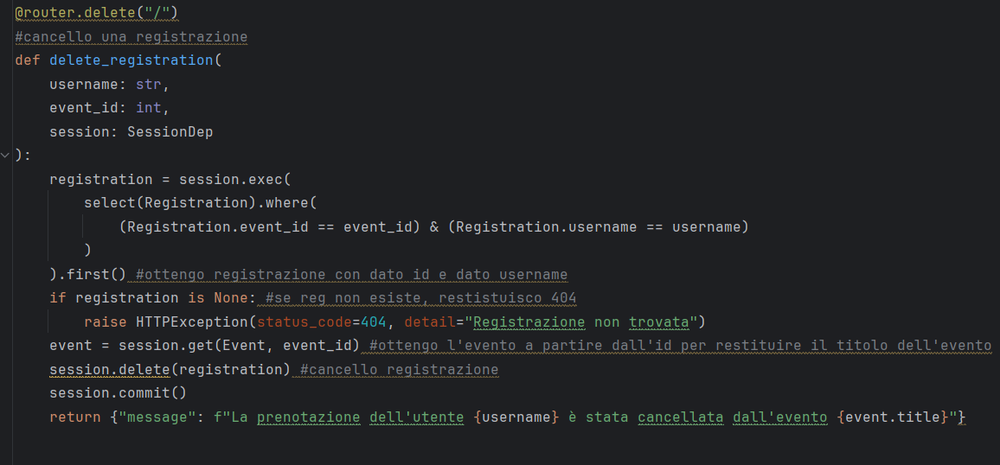 @router.delete("/")
#cancello una registrazione
def delete_registration(
    username: str,
    event_id: int,
    session: SessionDep
):
    registration = session.exec(
        select(Registration).where(
            (Registration.event_id == event_id) & (Registration.username == username)
        )
    ).first() #ottengo registrazione con dato id e dato username
    if registration is None: #se reg non esiste, restistuisco 404
        raise HTTPException(status_code=404, detail="Registrazione non trovata")
    event = session.get(Event, event_id) #ottengo l'evento a partire dall'id per restituire il titolo dell'evento
    session.delete(registration) #cancello registrazione
    session.commit()
    return {"message": f"La prenotazione dell'utente {username} è stata cancellata dall'evento {event.title}"}